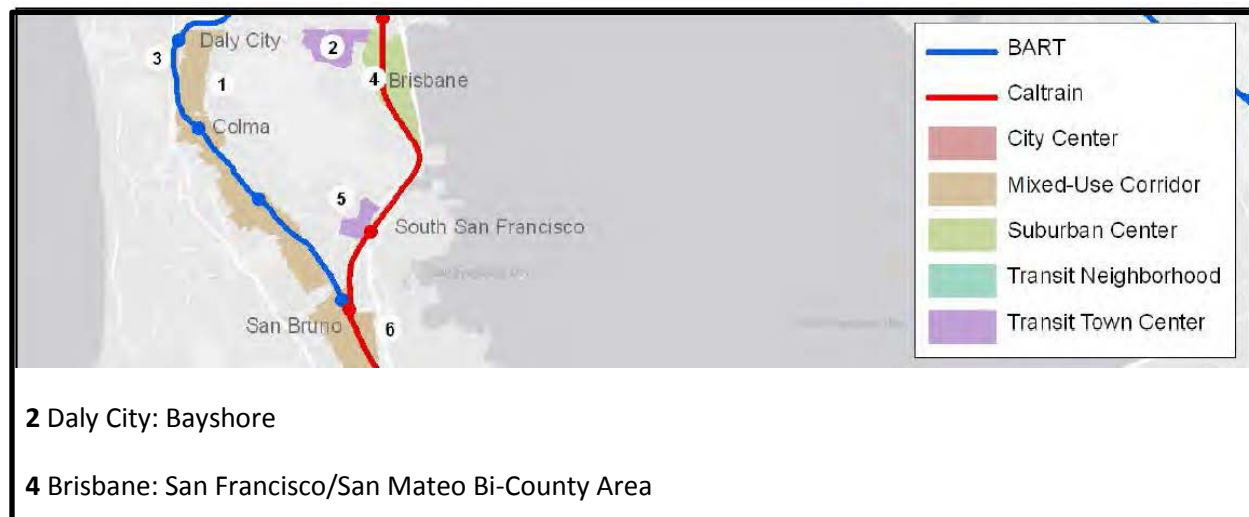 BART
Caltrain
City Center
Mixed-Use Corridor
Suburban Center
Transit Neighborhood
Transit Town Center
Daly City
2
3
4
Brisbane
1
Colma
5
South San Francisco
San Bruno
6
2 Daly City: Bayshore
4 Brisbane: San Francisco/San Mateo Bi-County Area